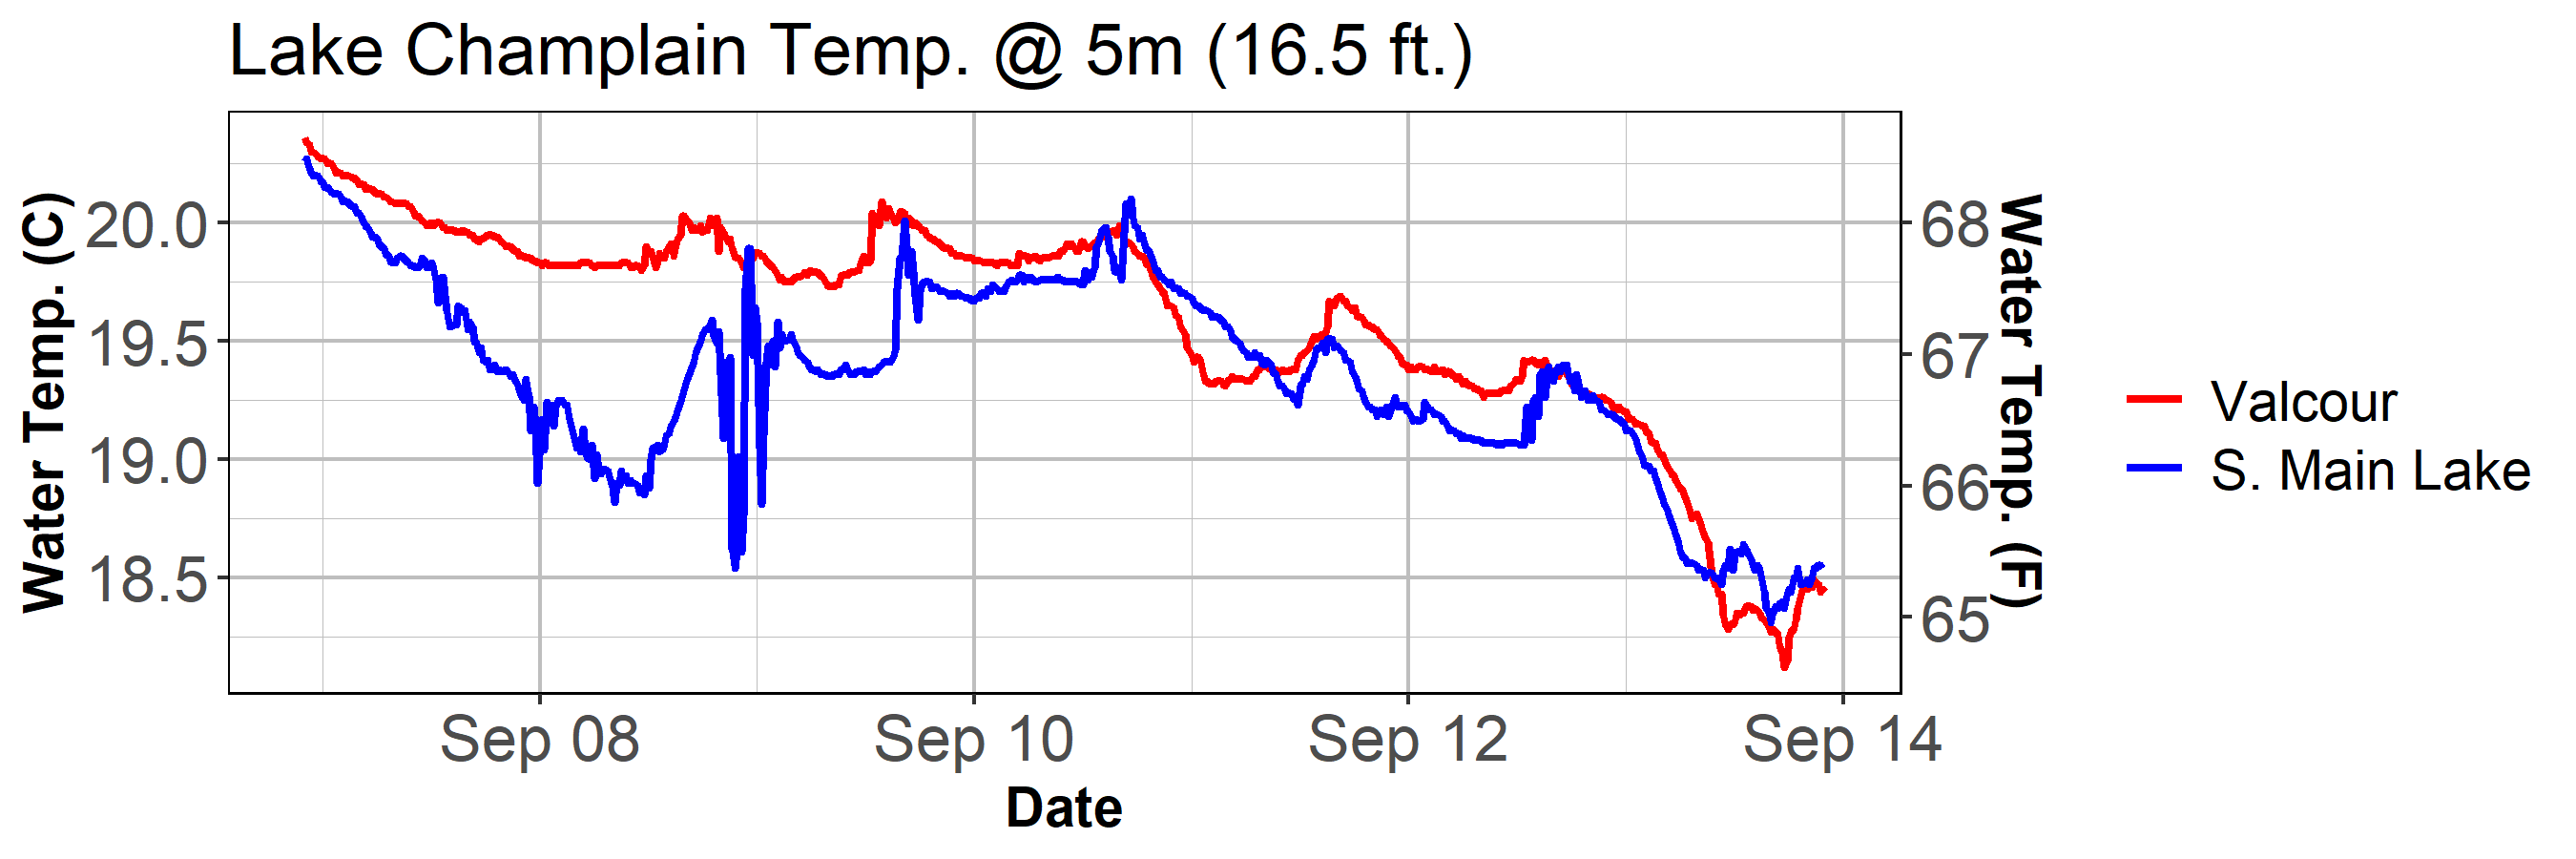 Lake Champlain Temp. @ 5m (16.5 ft.)
Water Temp. (C)
20.0
19.5
19.0
18.5
68
67
66
65
Water Temp. (F)
Sep 08
Sep 10
Sep 12
Sep 14
Date
Valcour
S. Main Lake